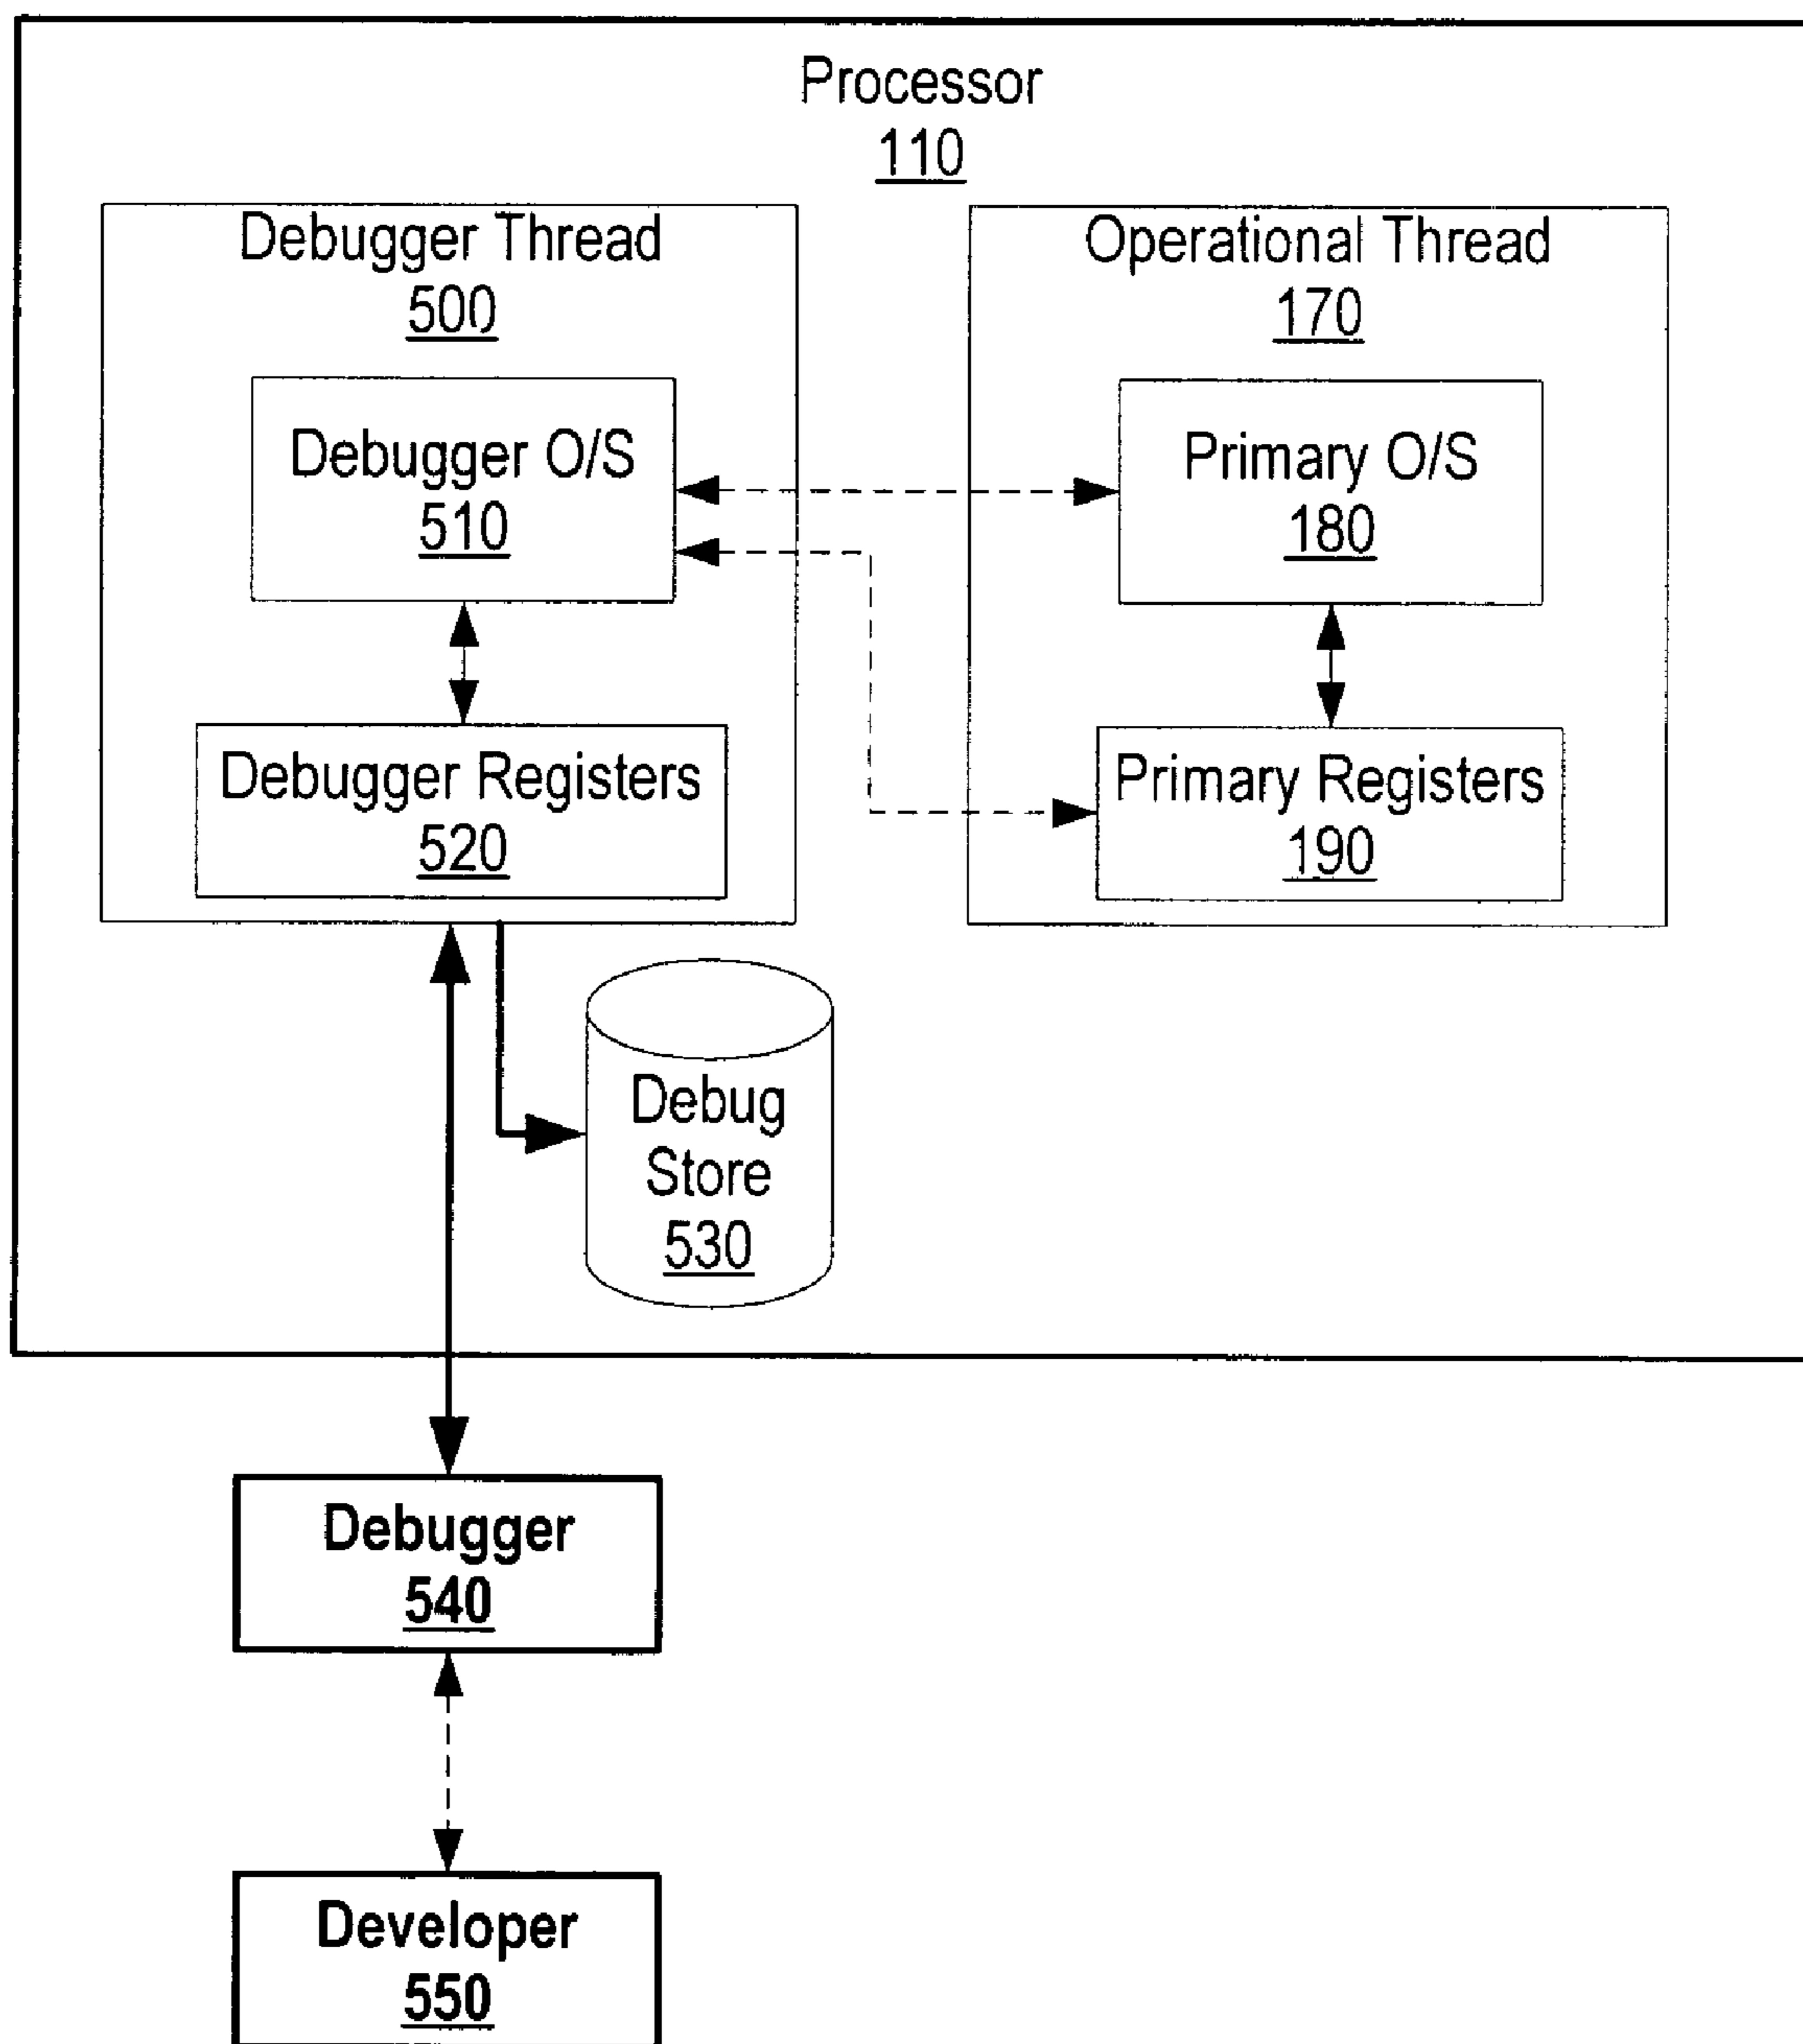 Processor
110
Debugger Thread
500
Operational Thread
170
Debugger O/S
510
Primary O/S
180
Debugger Registers
520
Primary Registers
190
Debug
Store
530
Debugger
540
Developer
550